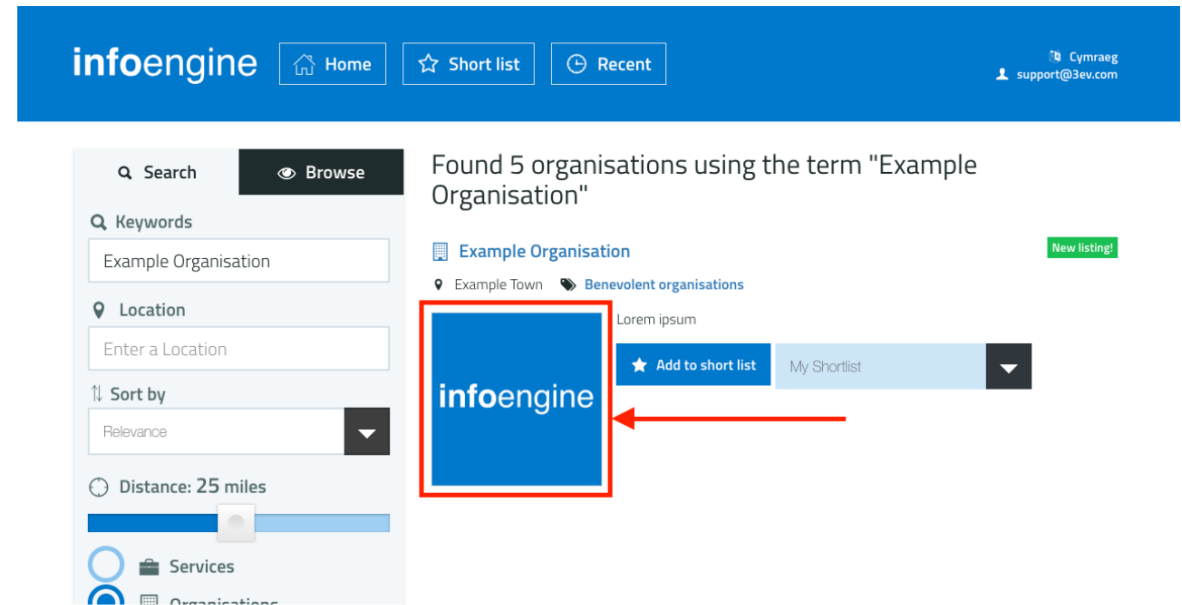 infoengine
Home
Short list
Recent
Cymraeg
support@3ev.com
Search
Browse
Keywords
Example Organisation
Location
Enter a Location
Sort by
Relevance
Distance: 25 miles
Services
Organisations
Found 5 organisations using the term "Example
Organisation"
Example Organisation
New listing!
Example Town
Benevolent organisations
infoengine
Lorem ipsum
Add to short list
My Shortlist